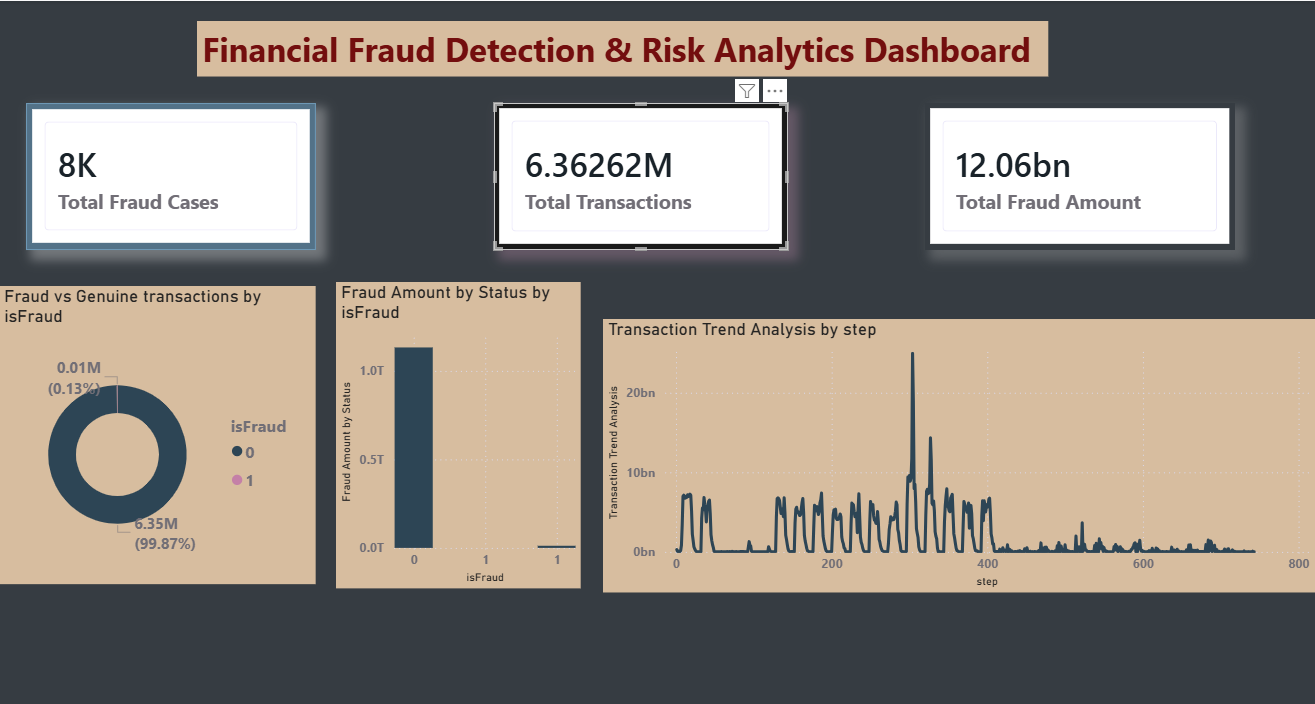 Financial Fraud Detection & Risk Analytics Dashboard
8K
Total Fraud Cases
6.36262M
Total Transactions
12.06bn
Total Fraud Amount
Fraud vs Genuine transactions by
isFraud
0.01M
(0.13%)
isFraud
0
1
6.35M
(99.87%)
Fraud Amount by Status by
isFraud
Fraud Amount by Status
1.0T
0.5T
0.0T
0 1 1
isFraud
Transaction Trend Analysis by step
Transaction Trend Analysis
20bn
10bn
0bn
0 200 400 600 800
step